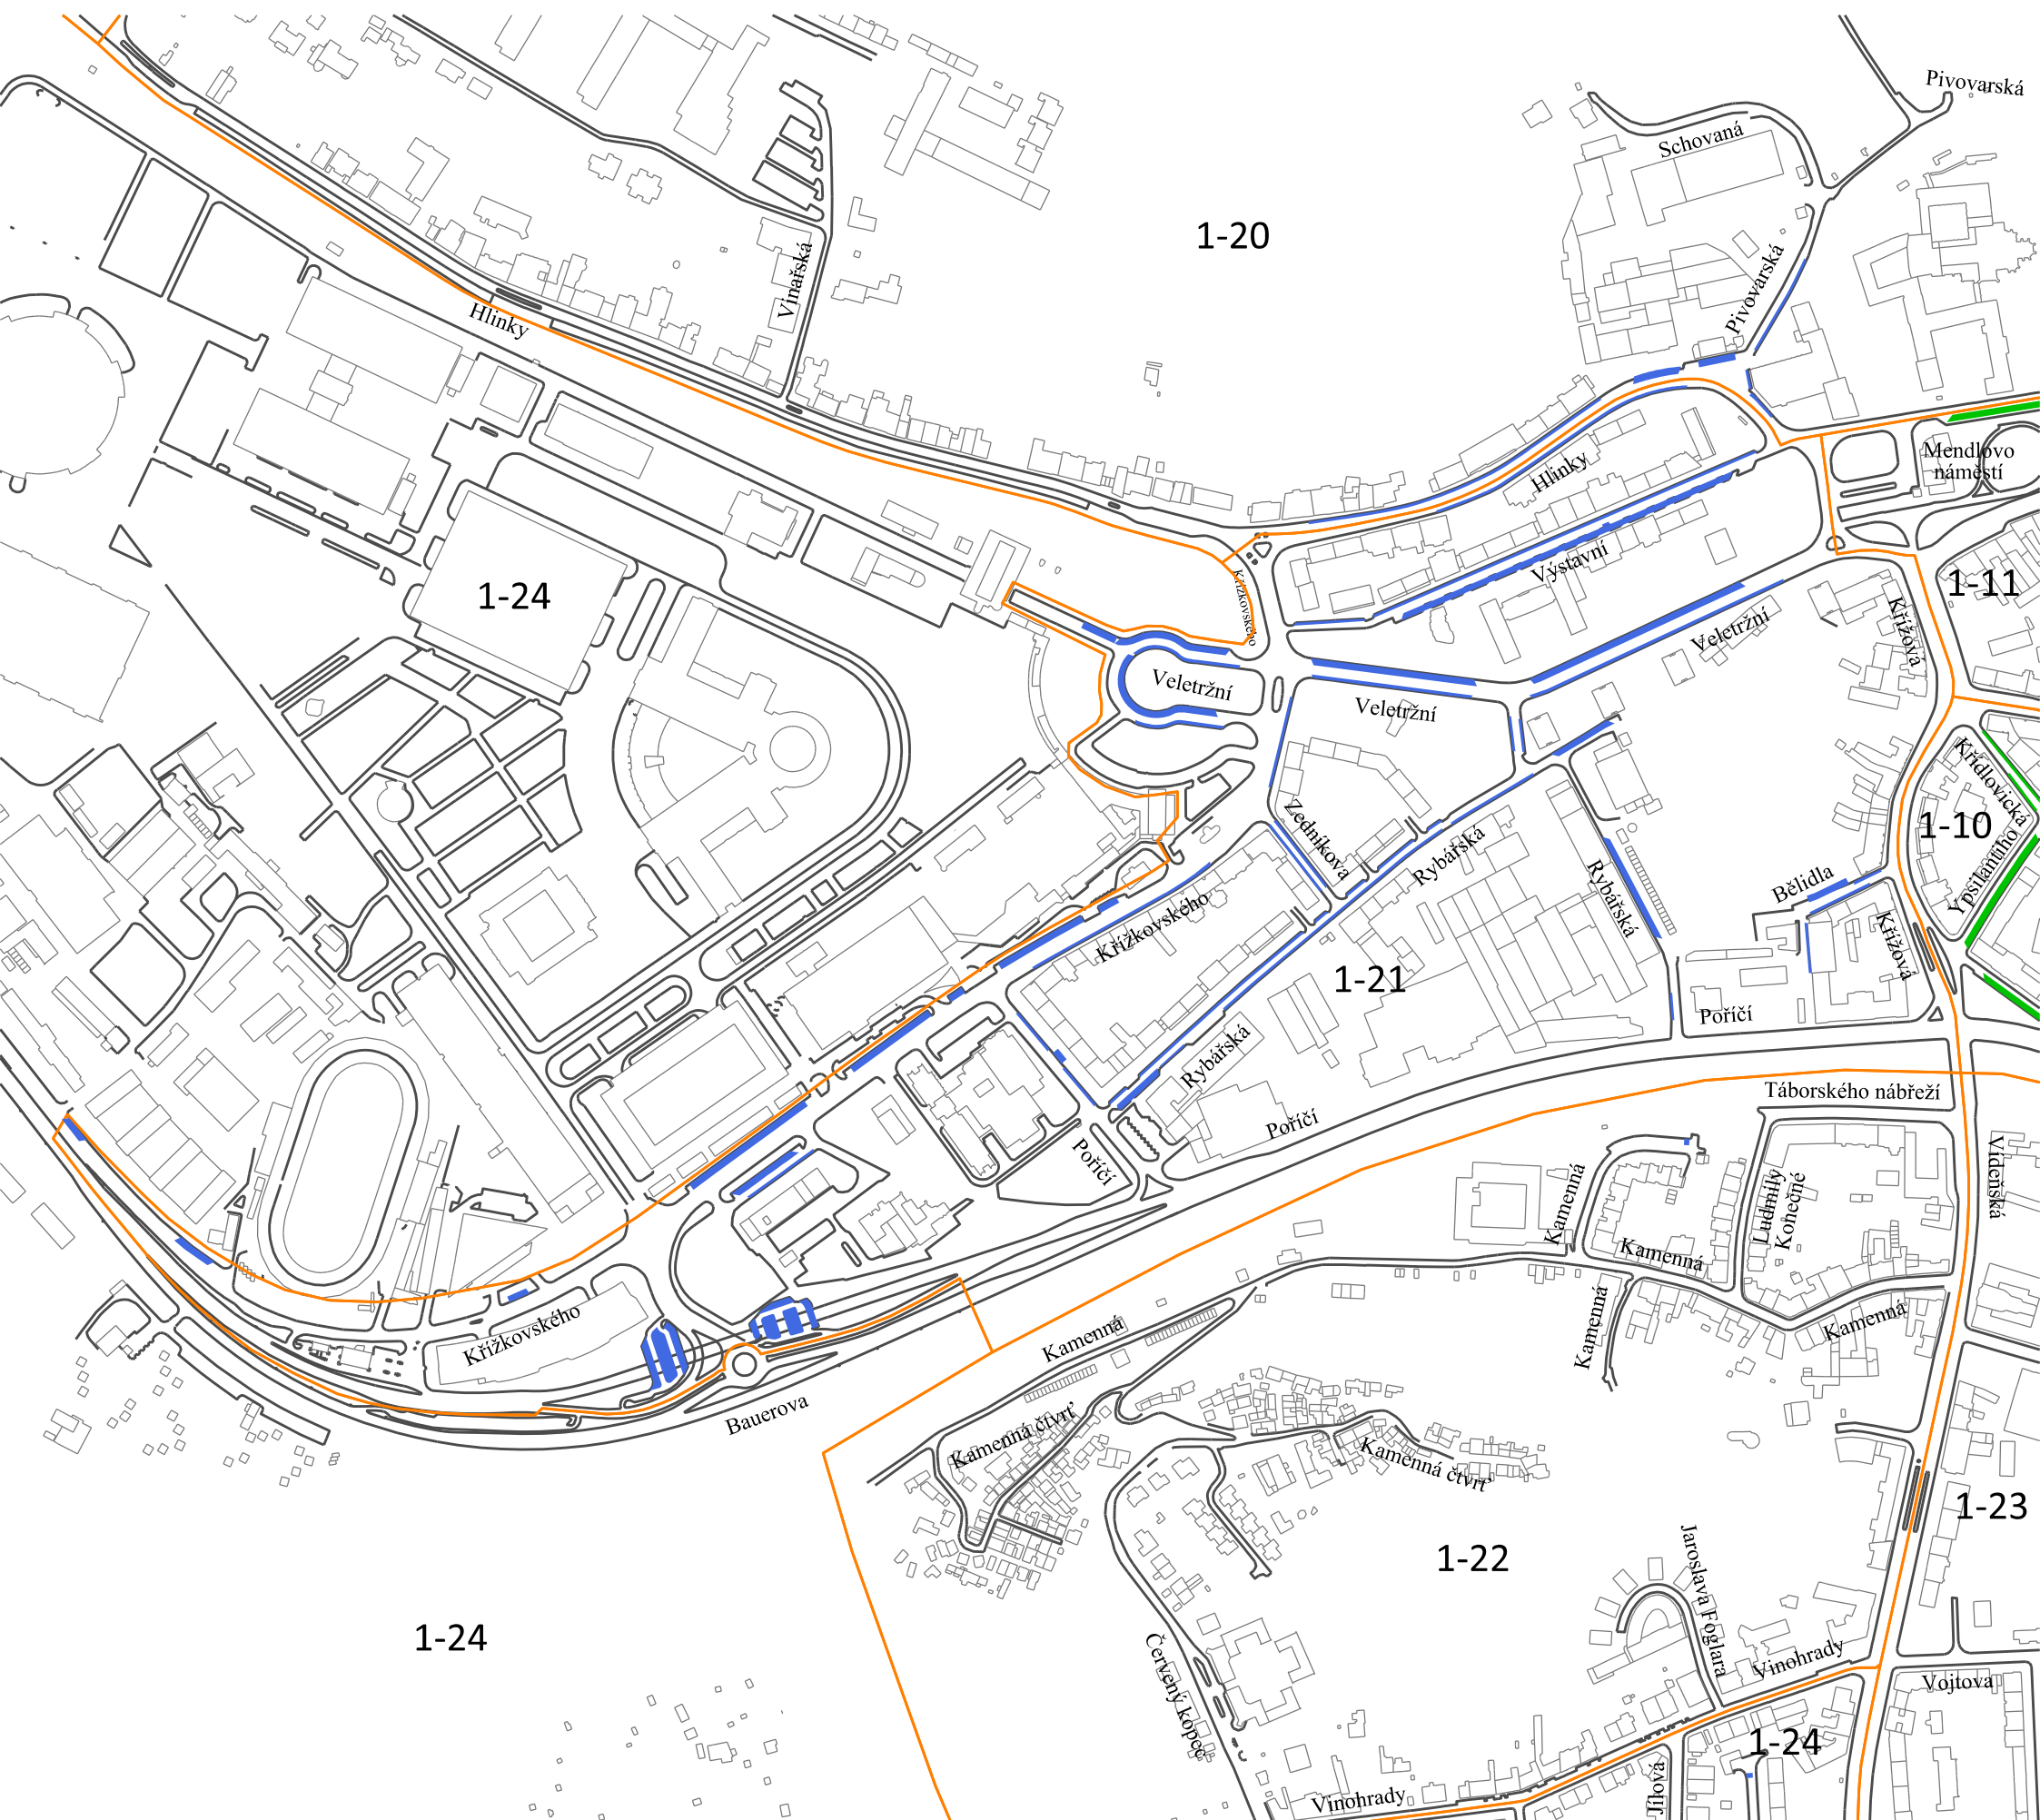 Pivovarská
Schovaná
1-20
Vinařská
Pivovarská
Hlinky
Mendlovo
náměstí
Hlinky
Výstavní
1-11
1-24
Křížkovského
Křížová
Veletržní
Veletržní
Veletržní
Křídlovická
1-10
Zedníkova
Rybářská
Rybářská
Bělidla
Ypsilantiho
Křížkovského
Křížová
1-21
Poříčí
Rybářská
Táborského nábřeží
Poříčí
Poříčí
Vídeňská
Kamenná
Ludmily
Konečné
Kamenná
Křížkovského
Kamenná
Kamenná
Kamenná
Bauerova
Kamenná čtvrť
Kamenná čtvrť
1-23
1-22
Jaroslava Foglara
1-24
Červený kopec
Vinohrady
Vojtova
1-24
Jílová
Vinohrady